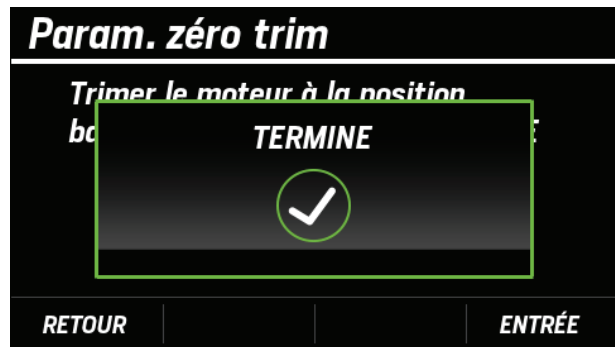 Param. zéro trim
Trimer le moteur à la position
TERMINE
RETOUR
ENTRÉE